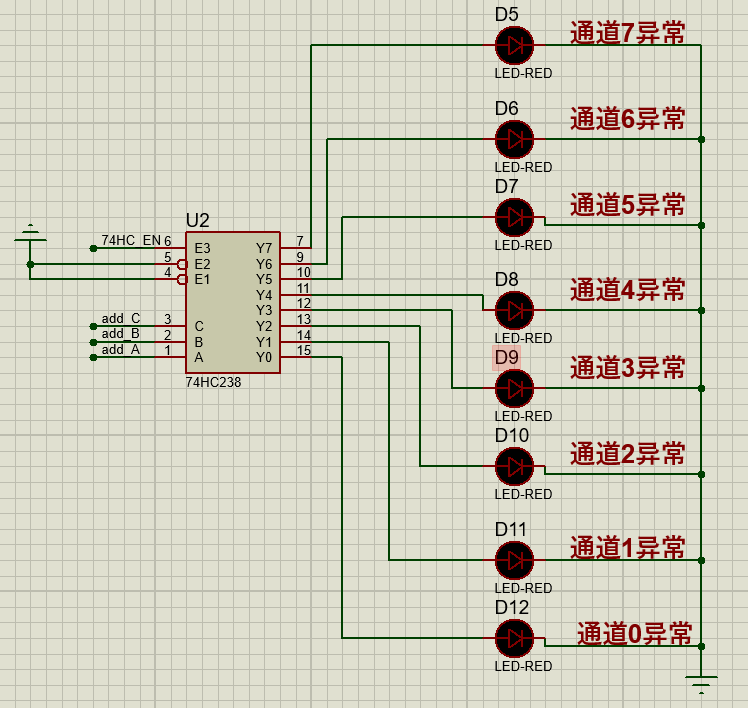 D5
通道7异常
LED-RED
D6
通道6异常
LED-RED
D7
通道5异常
LED-RED
U2
74HC_EN 6 E3 Y7 7
5 E2 Y6 9
4 E1 Y5 10
Y4 11
Y3 12
add_C 3 C Y2 13
add_B 2 B Y1 14
add_A 1 A Y0 15
74HC238
D8
通道4异常
LED-RED
D9
通道3异常
LED-RED
D10
通道2异常
LED-RED
D11
通道1异常
LED-RED
D12
通道0异常
LED-RED